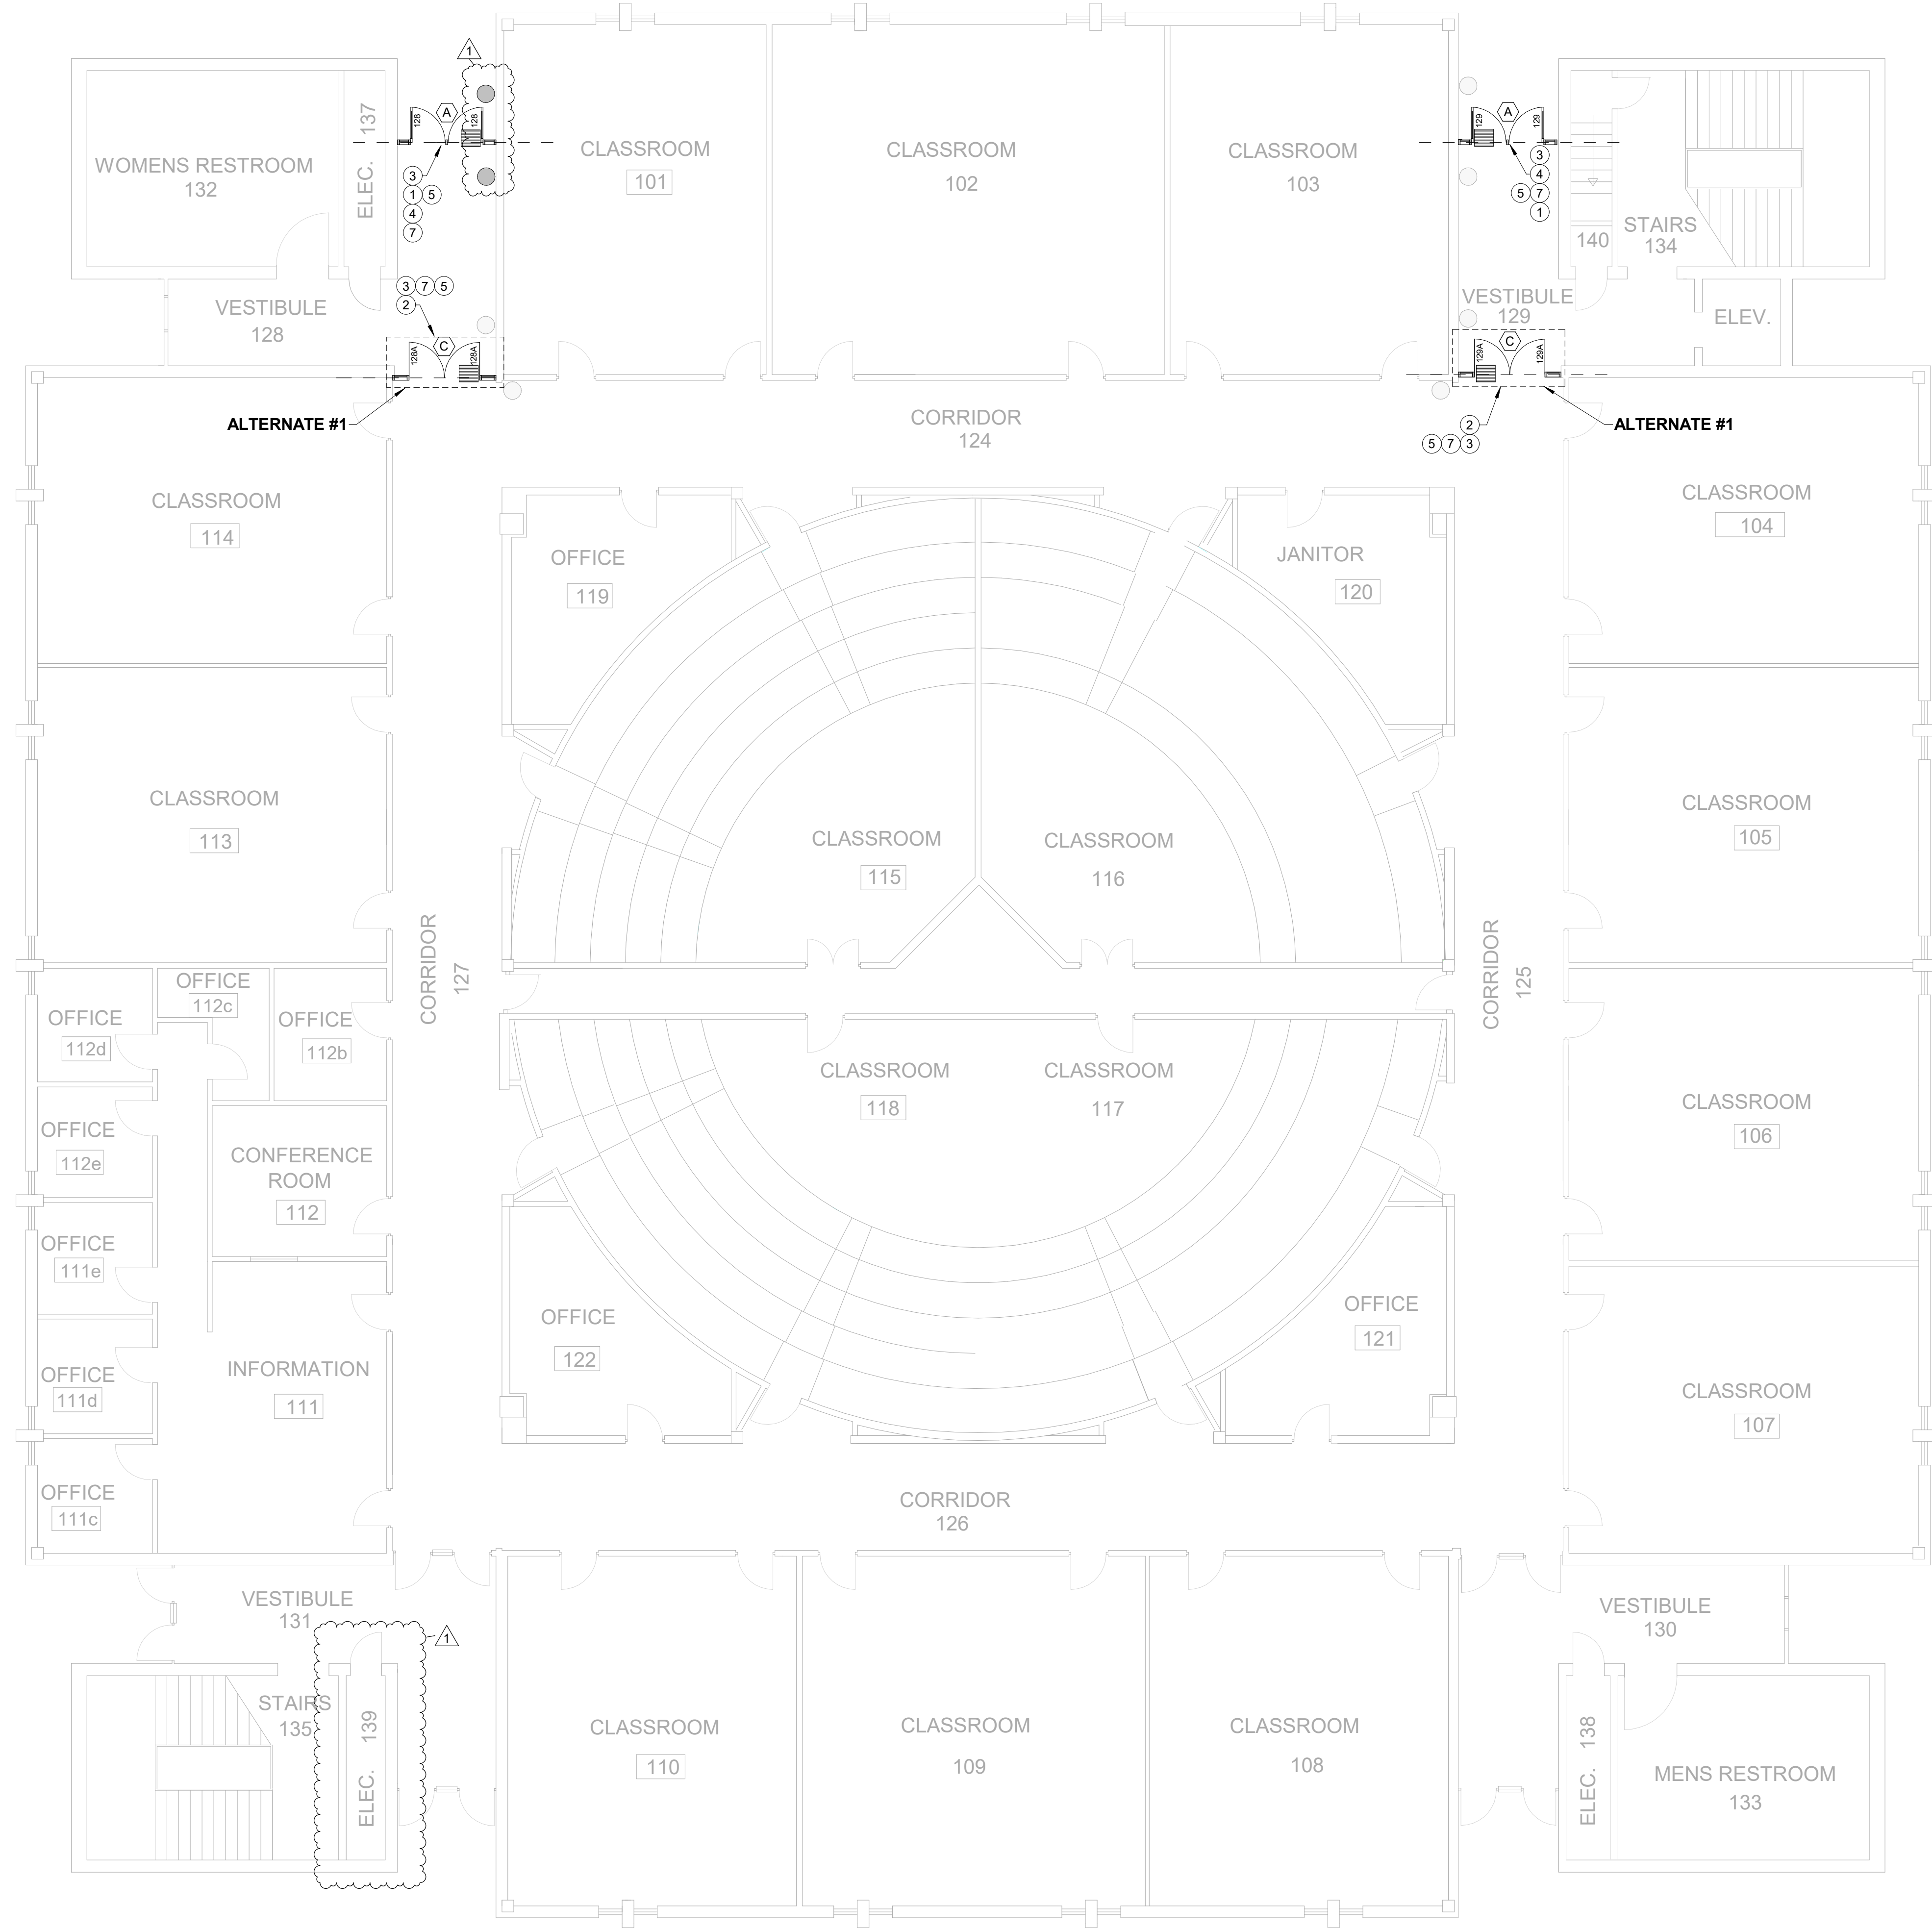 1
A
128
128
137
ELEC.
WOMENS RESTROOM
132
3
1 5
4
7
CLASSROOM
101
CLASSROOM
102
CLASSROOM
103
A
129
129
3
4
5 7
1
140
STAIRS
134
3 7 5
2
VESTIBULE
128
C
128A
128A
ALTERNATE #1
VESTIBULE
129
ELEV.
C
129A
129A
2
5 7 3
ALTERNATE #1
CORRIDOR
124
CLASSROOM
114
OFFICE
119
JANITOR
120
CLASSROOM
104
CLASSROOM
113
CLASSROOM
115
CLASSROOM
116
CLASSROOM
105
CORRIDOR
127
CORRIDOR
125
OFFICE
112c
OFFICE
112d
OFFICE
112b
CLASSROOM
118
CLASSROOM
117
CLASSROOM
106
OFFICE
112e
CONFERENCE
ROOM
112
OFFICE
111e
OFFICE
122
OFFICE
121
INFORMATION
111
OFFICE
111d
CLASSROOM
107
OFFICE
111c
CORRIDOR
126
VESTIBULE
131
1
VESTIBULE
130
STAIRS
135
139
ELEC.
CLASSROOM
110
CLASSROOM
109
CLASSROOM
108
138
ELEC.
MENS RESTROOM
133